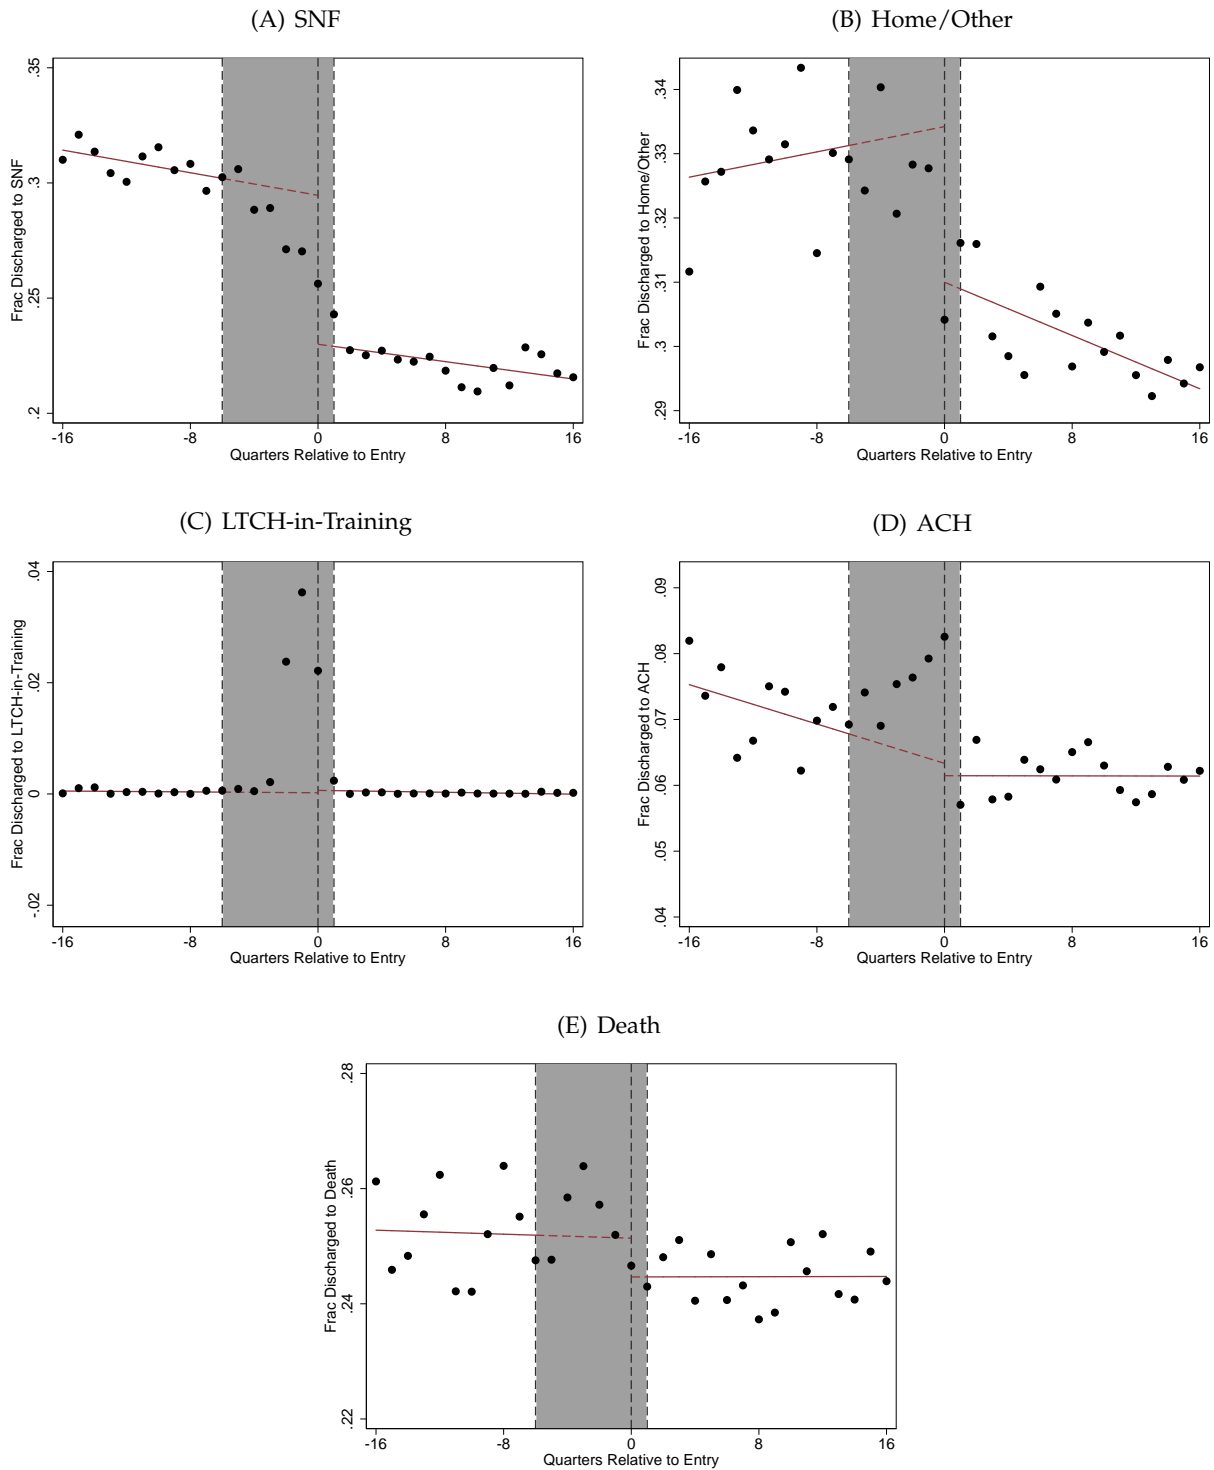 (A) SNF
Frac Discharged to SNF
.35
.3
.25
.2
-16 -8 0 8 16
Quarters Relative to Entry
(B) Home/Other
Frac Discharged to Home/Other
.34
.33
.32
.31
.3
.29
-16 -8 0 8 16
Quarters Relative to Entry
(C) LTCH-in-Training
Frac Discharged to LTCH-in-Training
.04
.02
0
-.02
-16 -8 0 8 16
Quarters Relative to Entry
(D) ACH
Frac Discharged to ACH
.09
.08
.07
.06
.05
.04
-16 -8 0 8 16
Quarters Relative to Entry
(E) Death
Frac Discharged to Death
.28
.26
.24
.22
-16 -8 0 8 16
Quarters Relative to Entry